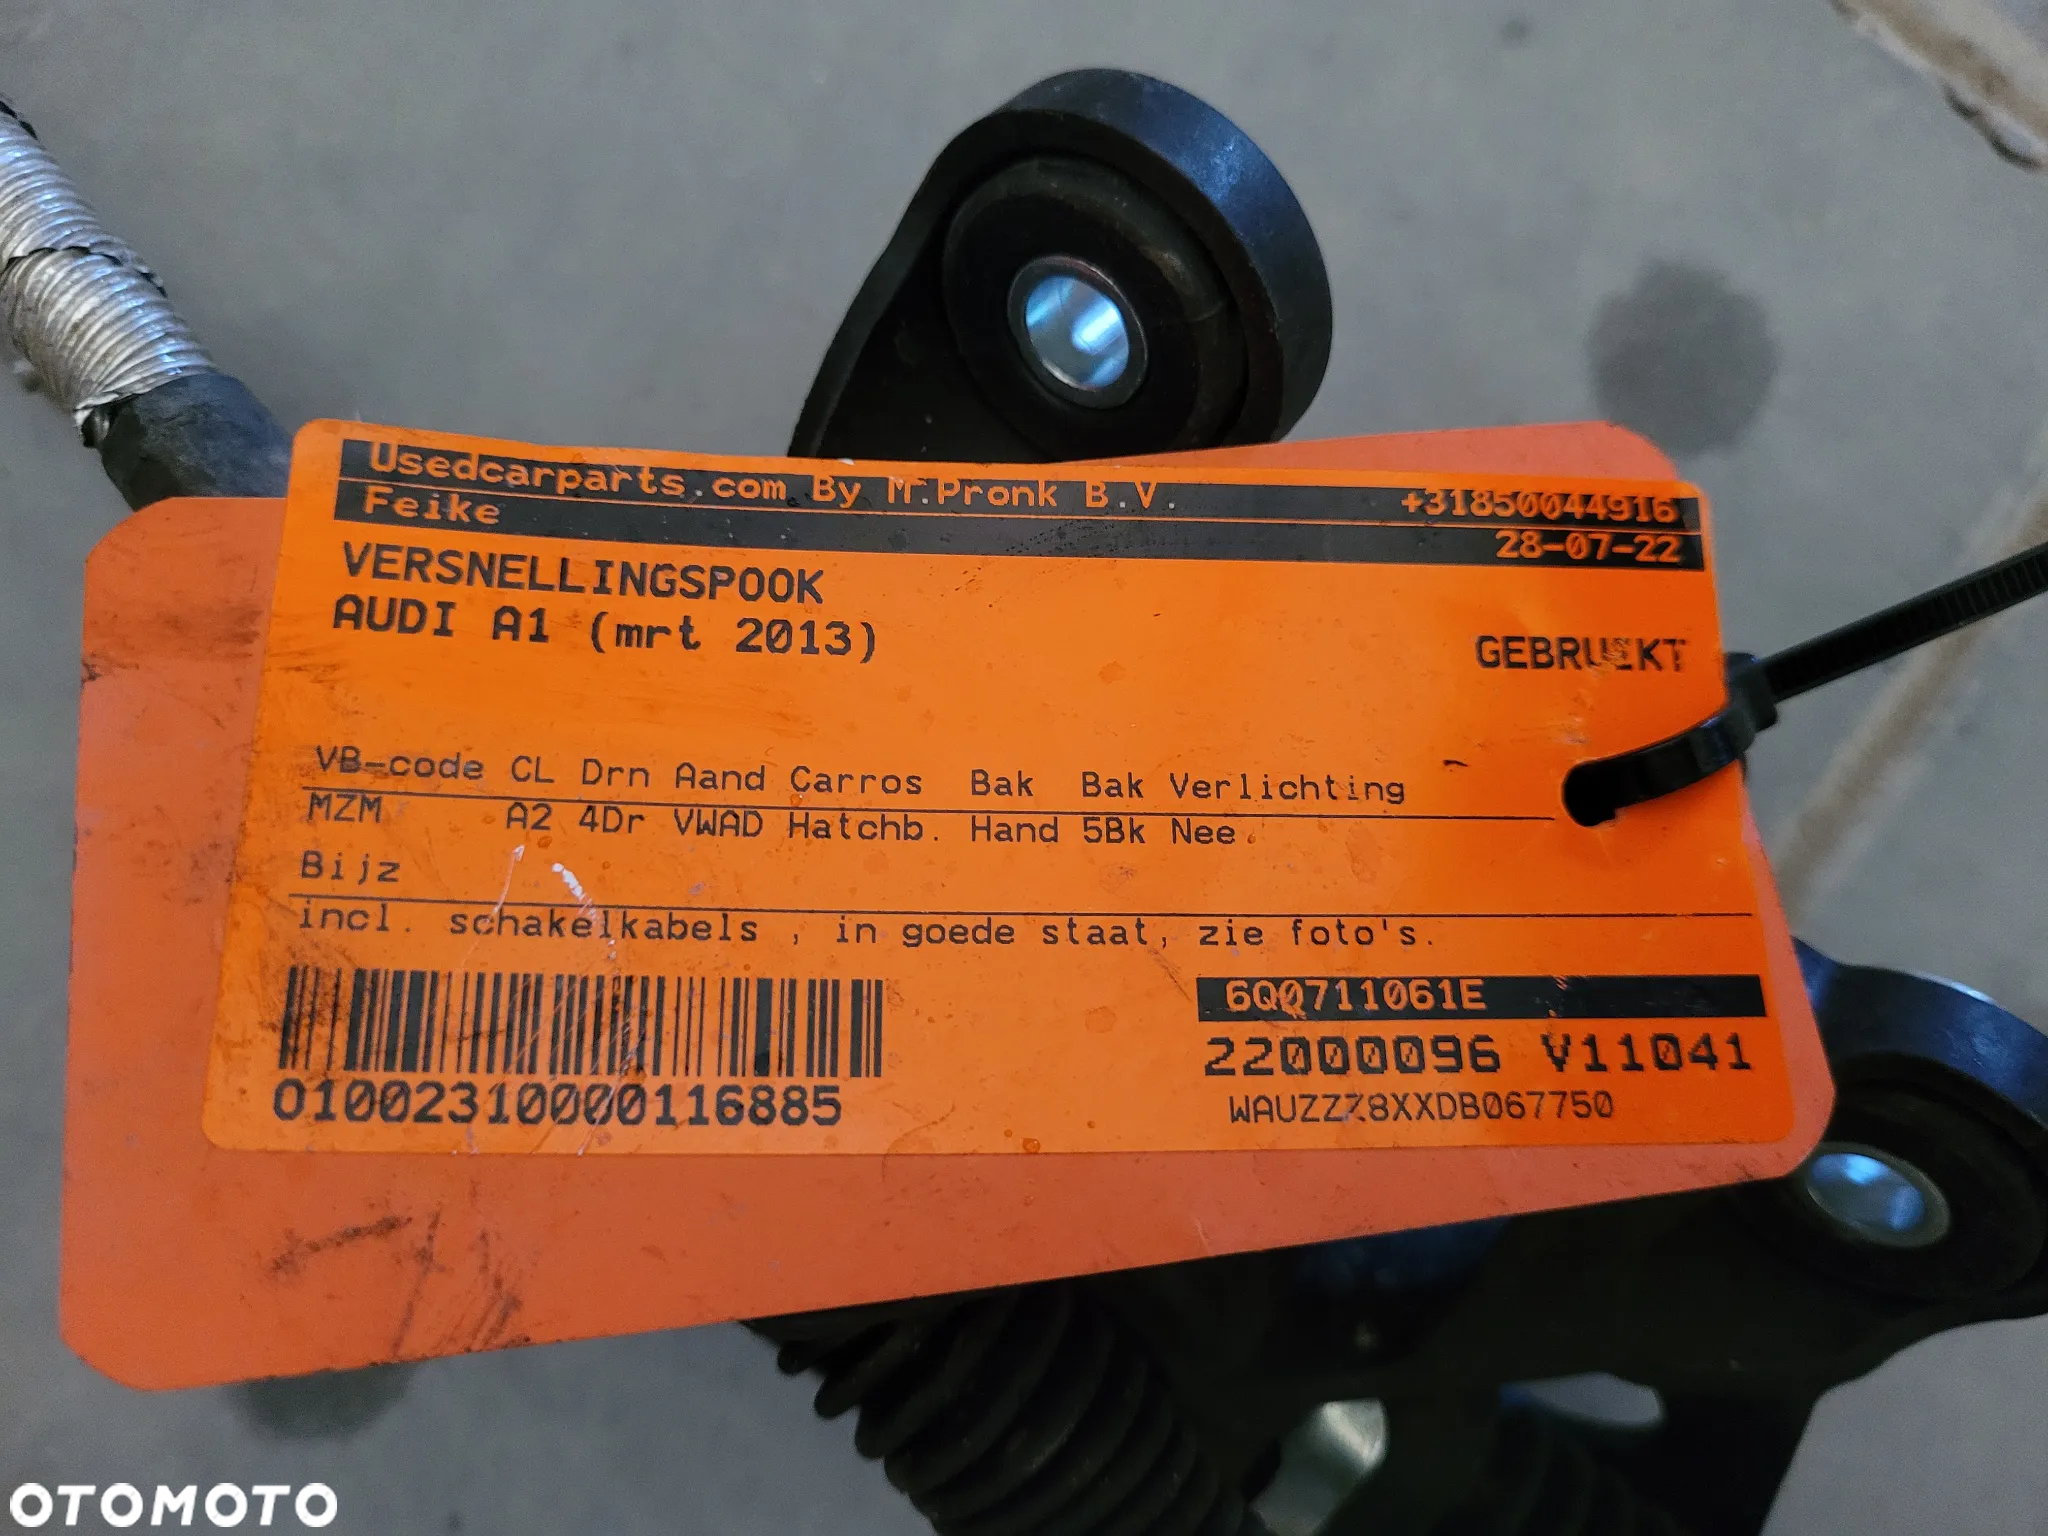 Usedcarparts.com By M.Pronk B.V. +31850044916
Feike 28-07-22
VERSNELLINGSPOOK
AUDI A1 (mrt 2013)
GEBRUIKT
VB-code CL Drn Aand Carros Bak Bak Verlichting
MZM A2 4Dr VWAD Hatchb. Hand 5Bk Nee.
Bijz
incl. schakelkabels , in goede staat, zie foto's.
6Q0711061E
01002310000116885
22000096 V11041
WAUZZZ8XXDB067750
OTOMOTO